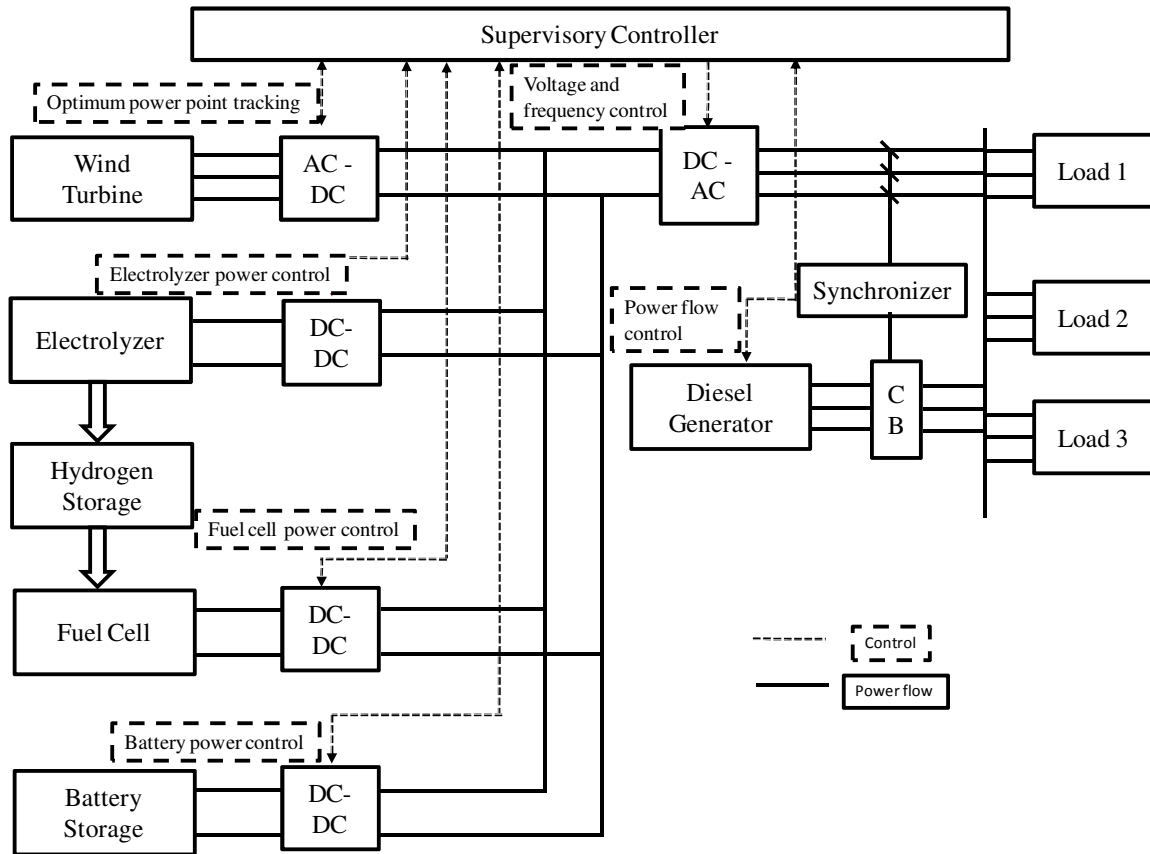 Supervisory Controller
Optimum power point tracking
Voltage and
frequency control
Wind
Turbine
AC -
DC
DC -
AC
Load 1
Electrolyzer power control
Synchronizer
Power flow
control
Electrolyzer
DC-
DC
Load 2
Diesel
Generator
C
B
Load 3
Hydrogen
Storage
Fuel cell power control
Fuel Cell
DC-
DC
Control
Power flow
Battery power control
Battery
Storage
DC-
DC